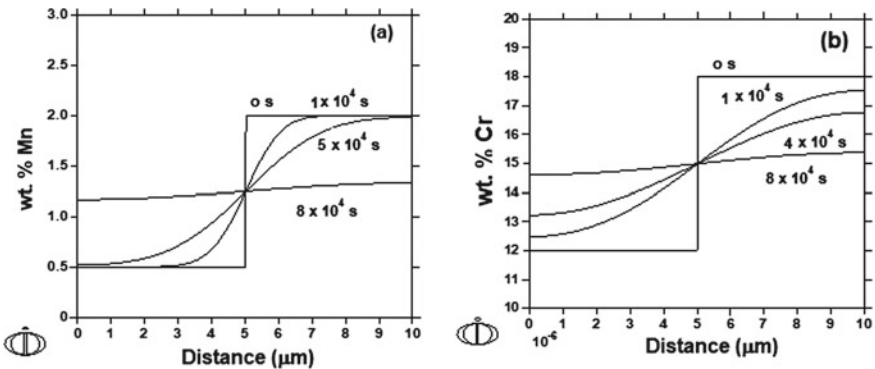 (a)
3.0
2.5
2.0
1.5
1.0
0.5
0
wt. % Mn
o s
1 x 10⁴ s
5 x 10⁴ s
8 x 10⁴ s
0 1 2 3 4 5 6 7 8 9 10
Distance (μm)
(b)
20
19
18
17
16
15
14
13
12
11
10
wt. % Cr
o s
1 x 10⁴ s
4 x 10⁴ s
8 x 10⁴ s
0 1 2 3 4 5 6 7 8 9 10
10⁻⁶
Distance (μm)